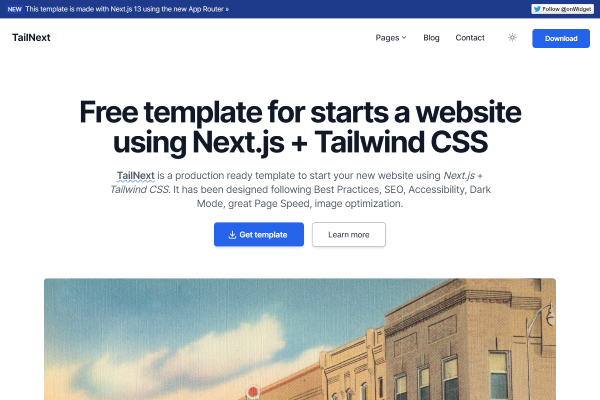 NEW This template is made with Next.js 13 using the new App Router »
Follow @onWidget
TailNext
Pages
Blog
Contact
Download
Free template for starts a website
using Next.js + Tailwind CSS
TailNext is a production ready template to start your new website using Next.js +
Tailwind CSS. It has been designed following Best Practices, SEO, Accessibility, Dark
Mode, great Page Speed, image optimization.
Get template
Learn more